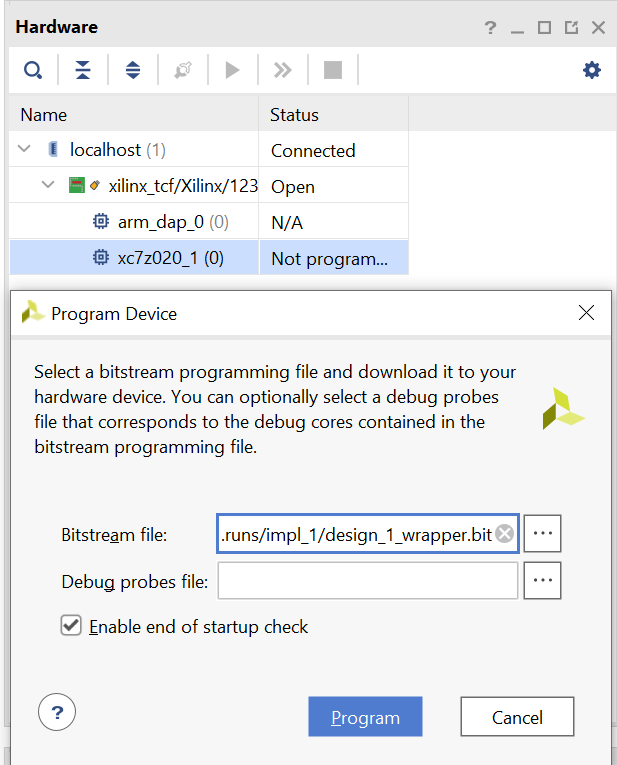 Hardware
Name Status
localhost (1) Connected
xilinx_tcf/Xilinx/123 Open
arm_dap_0 (0) N/A
xc7z020_1 (0) Not program...
Program Device
Select a bitstream programming file and download it to your
hardware device. You can optionally select a debug probes
file that corresponds to the debug cores contained in the
bitstream programming file.
Bitstream file: .runs/impl_1/design_1_wrapper.bit ...
Debug probes file: ...
Enable end of startup check
? Program Cancel